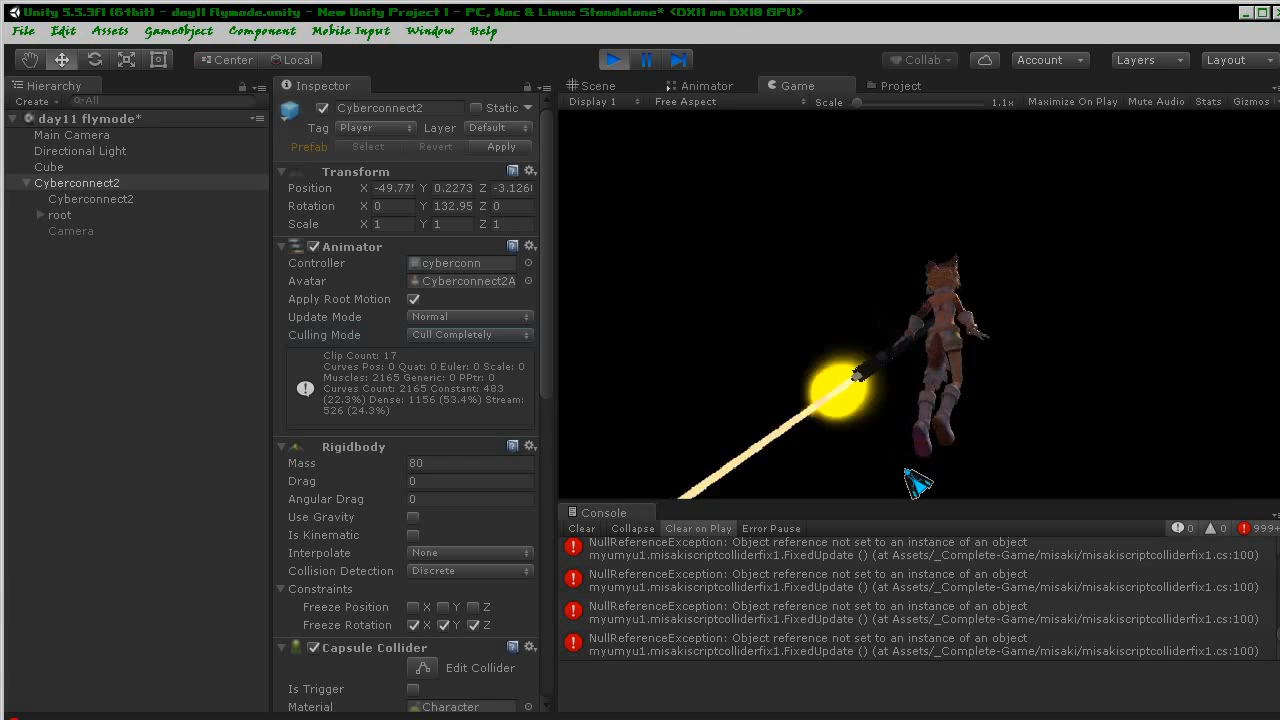 Unity 5.5.3f1 (64bit) - day11 flymode.unity - New Unity Project 1 - PC, Mac & Linux Standalone* <DX11 on DX10 GPU>
File Edit Assets GameObject Component Mobile Input Window Help
Center Local Collab Account Layers Layout
Hierarchy
Create All
day11 flymode*
Main Camera
Directional Light
Cube
Cyberconnect2
Cyberconnect2
root
Camera
Inspector
Cyberconnect2 Static
Tag Player Layer Default
Prefab Select Revert Apply
Transform
Position X -49.775 Y 0.2273 Z -3.1260
Rotation X 0 Y 132.95 Z 0
Scale X 1 Y 1 Z 1
Animator
Controller cyberconn
Avatar Cyberconnect2A
Apply Root Motion
Update Mode Normal
Culling Mode Cull Completely
Clip Count: 17
Curves Pos: 0 Quat: 0 Euler: 0 Scale: 0
Muscles: 2165 Generic: 0 PPtr: 0
Curves Count: 2165 Constant: 483
(22.3%) Dense: 1156 (53.4%) Stream:
526 (24.3%)
Rigidbody
Mass 80
Drag 0
Angular Drag 0
Use Gravity
Is Kinematic
Interpolate None
Collision Detection Discrete
Constraints
Freeze Position X Y Z
Freeze Rotation X Y Z
Capsule Collider
Edit Collider
Is Trigger
Material Character
Scene Animator Game Project
Display 1 Free Aspect Scale 1.1x Maximize On Play Mute Audio Stats Gizmos
Console
Clear Collapse Clear on Play Error Pause 0 0 999+
NullReferenceException: Object reference not set to an instance of an object
myumyu1.misakiscriptcolliderfix1.FixedUpdate () (at Assets/_Complete-Game/misaki/misakiscriptcolliderfix1.cs:100)
NullReferenceException: Object reference not set to an instance of an object
myumyu1.misakiscriptcolliderfix1.FixedUpdate () (at Assets/_Complete-Game/misaki/misakiscriptcolliderfix1.cs:100)
NullReferenceException: Object reference not set to an instance of an object
myumyu1.misakiscriptcolliderfix1.FixedUpdate () (at Assets/_Complete-Game/misaki/misakiscriptcolliderfix1.cs:100)
NullReferenceException: Object reference not set to an instance of an object
myumyu1.misakiscriptcolliderfix1.FixedUpdate () (at Assets/_Complete-Game/misaki/misakiscriptcolliderfix1.cs:100)